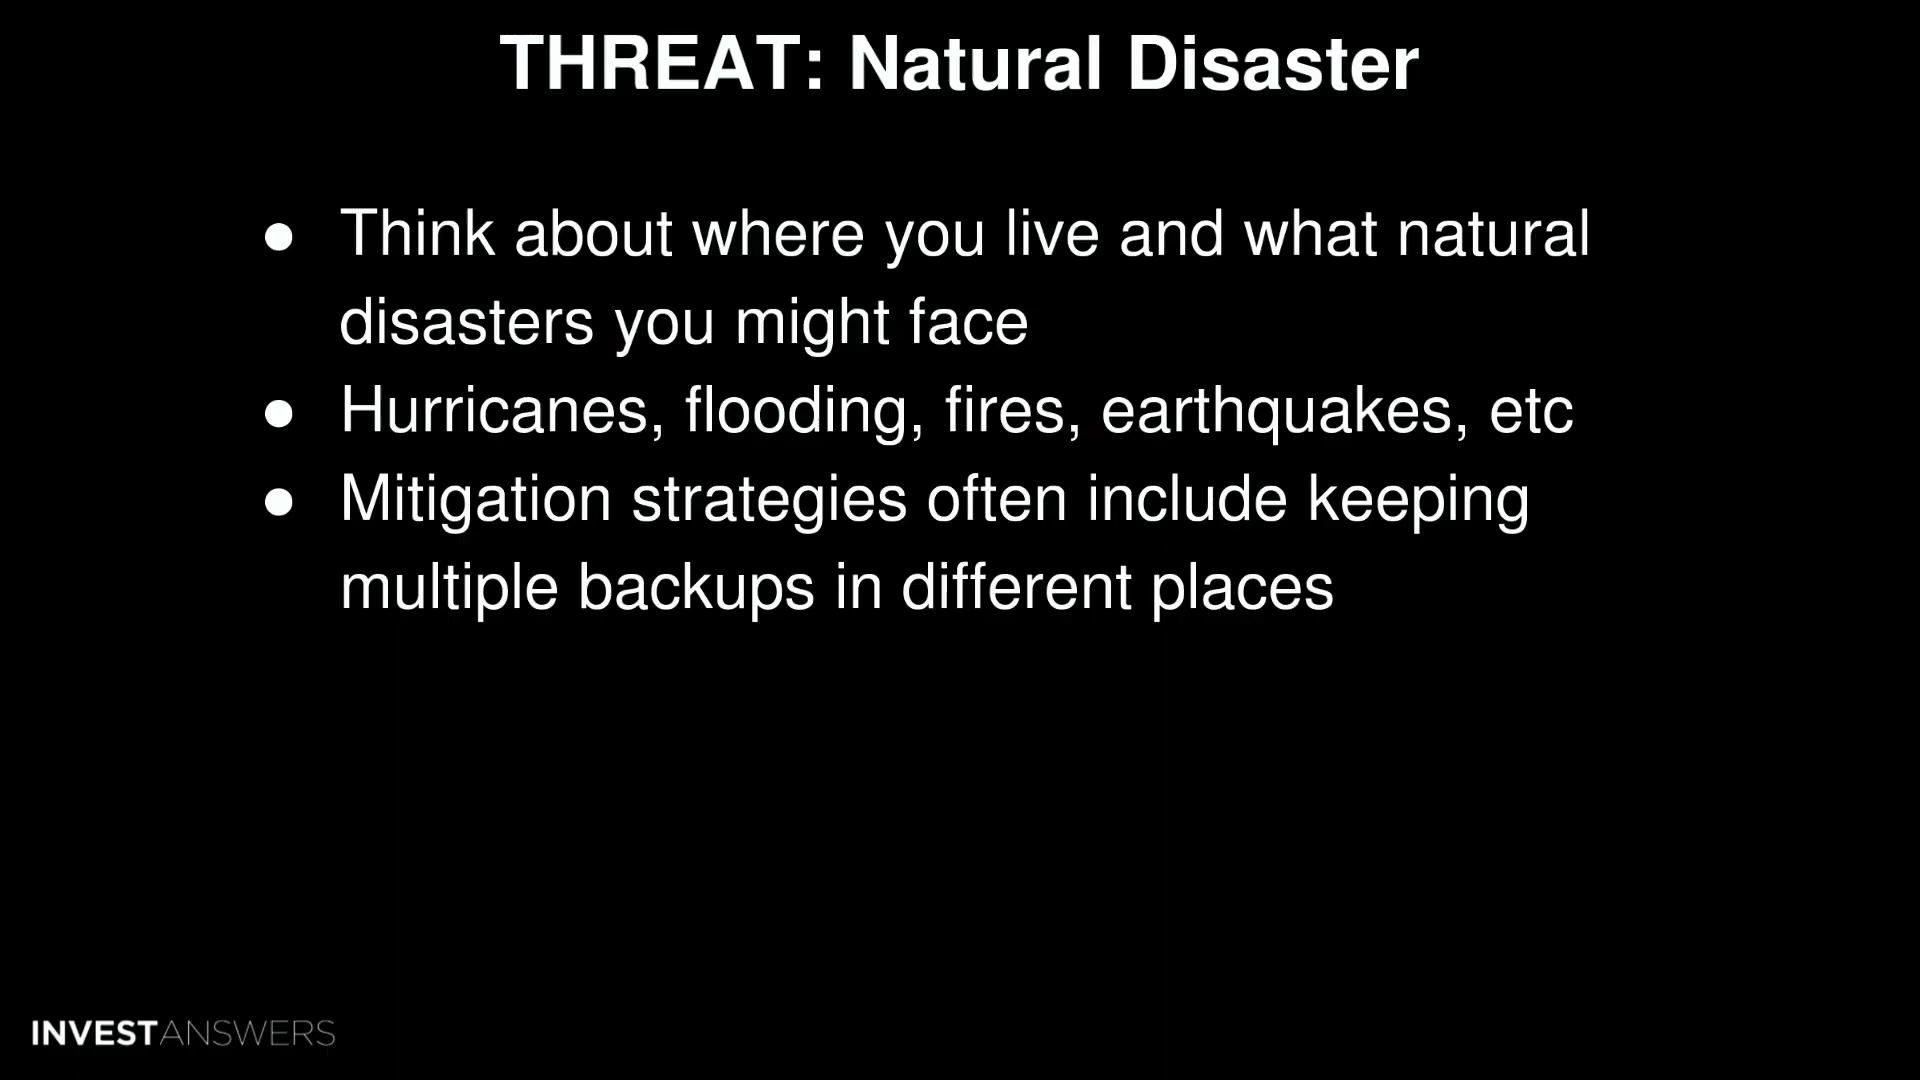 THREAT: Natural Disaster
● Think about where you live and what natural
disasters you might face
● Hurricanes, flooding, fires, earthquakes, etc
● Mitigation strategies often include keeping
multiple backups in different places
INVESTANSWERS